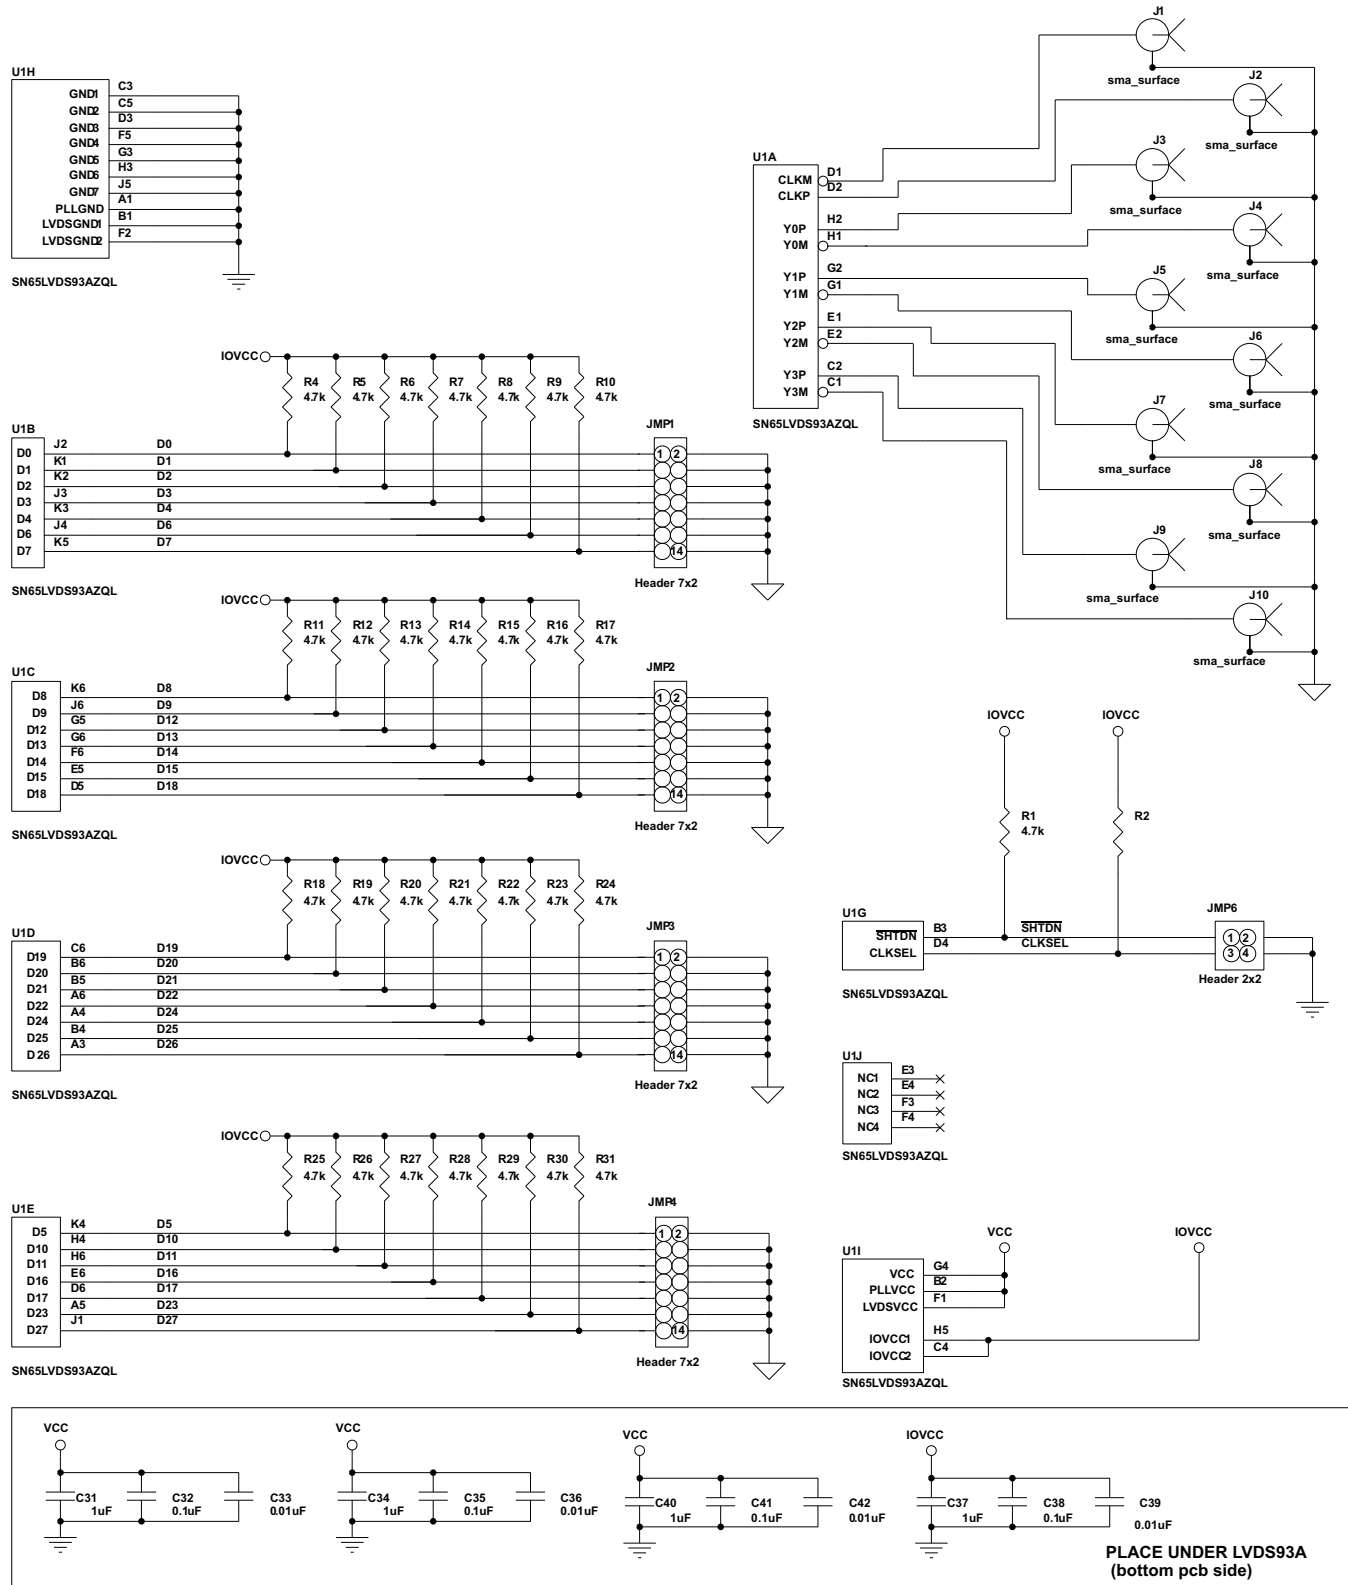 U1H
GND1 C3
GND2 C5
GND3 D3
GND4 F5
GND5 G3
GND6 H3
GND7 J5
PLLGND A1
LVDSGND1 B1
LVDSGND2 F2
SN65LVDS93AZQL
U1A
CLKM D1
CLKP D2
Y0P H2
Y0M H1
Y1P G2
Y1M G1
Y2P E1
Y2M E2
Y3P C2
Y3M C1
SN65LVDS93AZQL
J1
sma_surface
J2
sma_surface
J3
sma_surface
J4
sma_surface
J5
sma_surface
J6
sma_surface
J7
sma_surface
J8
sma_surface
J9
sma_surface
J10
sma_surface
IOVCC
R4 R5 R6 R7 R8 R9 R10
4.7k 4.7k 4.7k 4.7k 4.7k 4.7k 4.7k
U1B
JMP1
D0 J2 D0 1 2
D1 K1 D1
D2 K2 D2
D3 J3 D3
D4 K3 D4
D6 J4 D6
D7 K5 D7 14
SN65LVDS93AZQL
Header 7x2
IOVCC
R11 R12 R13 R14 R15 R16 R17
4.7k 4.7k 4.7k 4.7k 4.7k 4.7k 4.7k
U1C
JMP2
D8 K6 D8 1 2
D9 J6 D9
D12 G5 D12
D13 G6 D13
D14 F6 D14
D15 E5 D15
D18 D5 D18 14
SN65LVDS93AZQL
Header 7x2
IOVCC
R18 R19 R20 R21 R22 R23 R24
4.7k 4.7k 4.7k 4.7k 4.7k 4.7k 4.7k
U1D
JMP3
D19 C6 D19 1 2
D20 B6 D20
D21 B5 D21
D22 A6 D22
D24 A4 D24
D25 B4 D25
D26 A3 D26 14
SN65LVDS93AZQL
Header 7x2
IOVCC
R25 R26 R27 R28 R29 R30 R31
4.7k 4.7k 4.7k 4.7k 4.7k 4.7k 4.7k
U1E
JMP4
D5 K4 D5 1 2
D10 H4 D10
D11 H6 D11
D16 E6 D16
D17 D6 D17
D23 A5 D23
D27 J1 D27 14
SN65LVDS93AZQL
Header 7x2
IOVCC IOVCC
R1 R2
4.7k
U1G
JMP6
SHTDN B3 SHTDN 1 2
CLKSEL D4 CLKSEL 3 4
SN65LVDS93AZQL
Header 2x2
U1J
NC1 E3
NC2 E4
NC3 F3
NC4 F4
SN65LVDS93AZQL
VCC IOVCC
U1I
VCC G4
PLLVCC B2
LVDSVCC F1
IOVCC1 H5
IOVCC2 C4
SN65LVDS93AZQL
VCC
C31 C32 C33
1uF 0.1uF 0.01uF
VCC
C34 C35 C36
1uF 0.1uF 0.01uF
VCC
C40 C41 C42
1uF 0.1uF 0.01uF
IOVCC
C37 C38 C39
1uF 0.1uF 0.01uF
PLACE UNDER LVDS93A
(bottom pcb side)